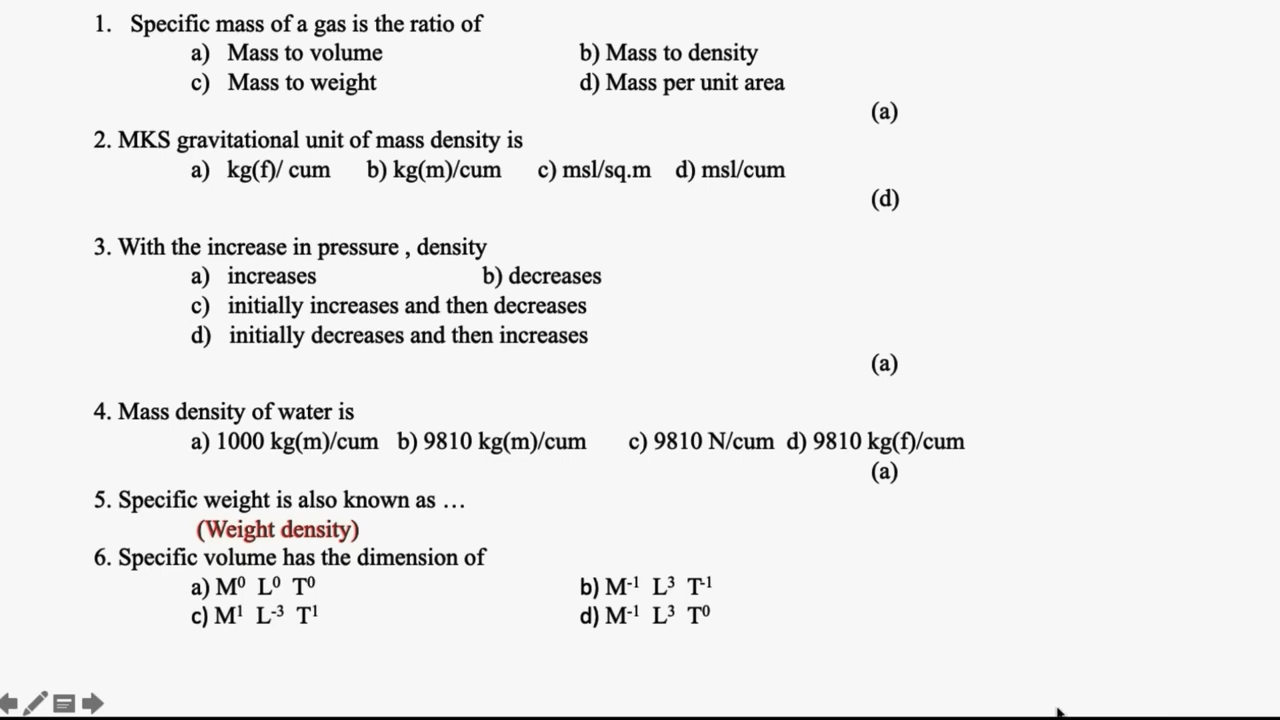 1. Specific mass of a gas is the ratio of
a) Mass to volume b) Mass to density
c) Mass to weight d) Mass per unit area
(a)
2. MKS gravitational unit of mass density is
a) kg(f)/ cum b) kg(m)/cum c) msl/sq.m d) msl/cum
(d)
3. With the increase in pressure , density
a) increases b) decreases
c) initially increases and then decreases
d) initially decreases and then increases
(a)
4. Mass density of water is
a) 1000 kg(m)/cum b) 9810 kg(m)/cum c) 9810 N/cum d) 9810 kg(f)/cum
(a)
5. Specific weight is also known as …
(Weight density)
6. Specific volume has the dimension of
a) M⁰ L⁰ T⁰ b) M⁻¹ L³ T⁻¹
c) M¹ L⁻³ T¹ d) M⁻¹ L³ T⁰